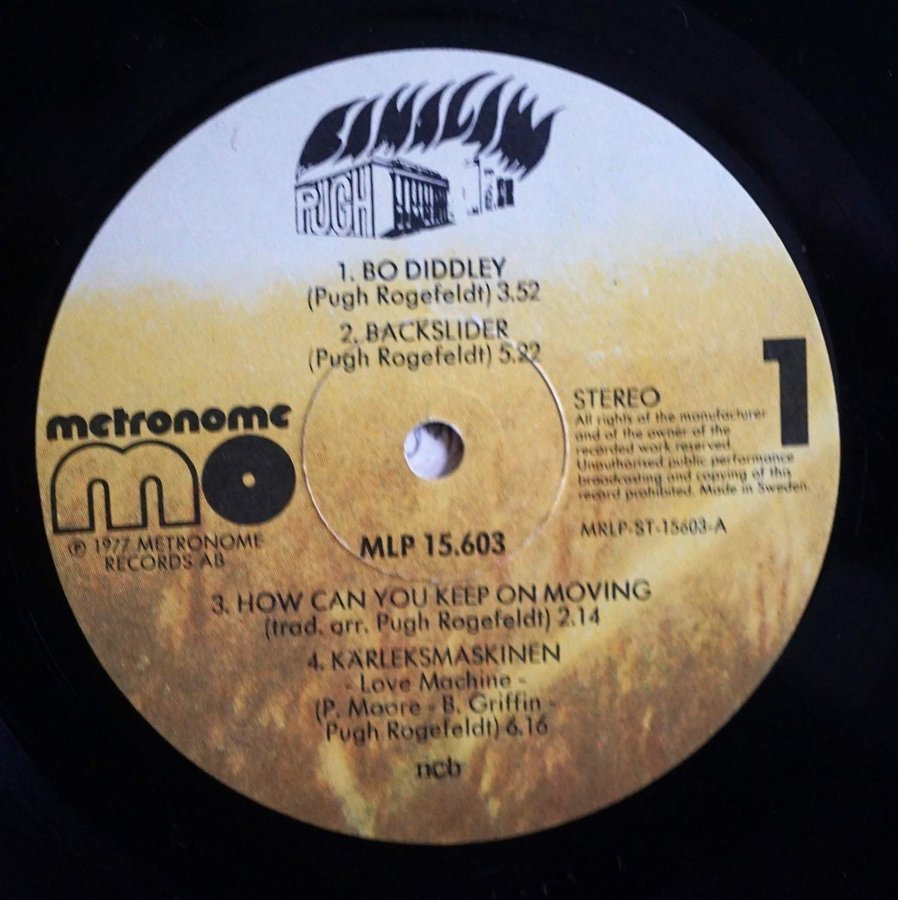 BAMALAM
PUGH
1. BO DIDDLEY
(Pugh Rogefeldt) 3.52
2. BACKSLIDER
(Pugh Rogefeldt) 5.22
metronome
mo
℗ 1977 METRONOME
RECORDS AB
STEREO
All rights of the manufacturer
and of the owner of the
recorded work reserved.
Unauthorised public performance
broadcasting and copying of this
record prohibited. Made in Sweden.
1
MRLP-ST-15603-A
MLP 15.603
3. HOW CAN YOU KEEP ON MOVING
(trad. arr. Pugh Rogefeldt) 2.14
4. KÄRLEKSMASKINEN
- Love Machine -
(P. Moore - B. Griffin -
Pugh Rogefeldt) 6.16
ncb